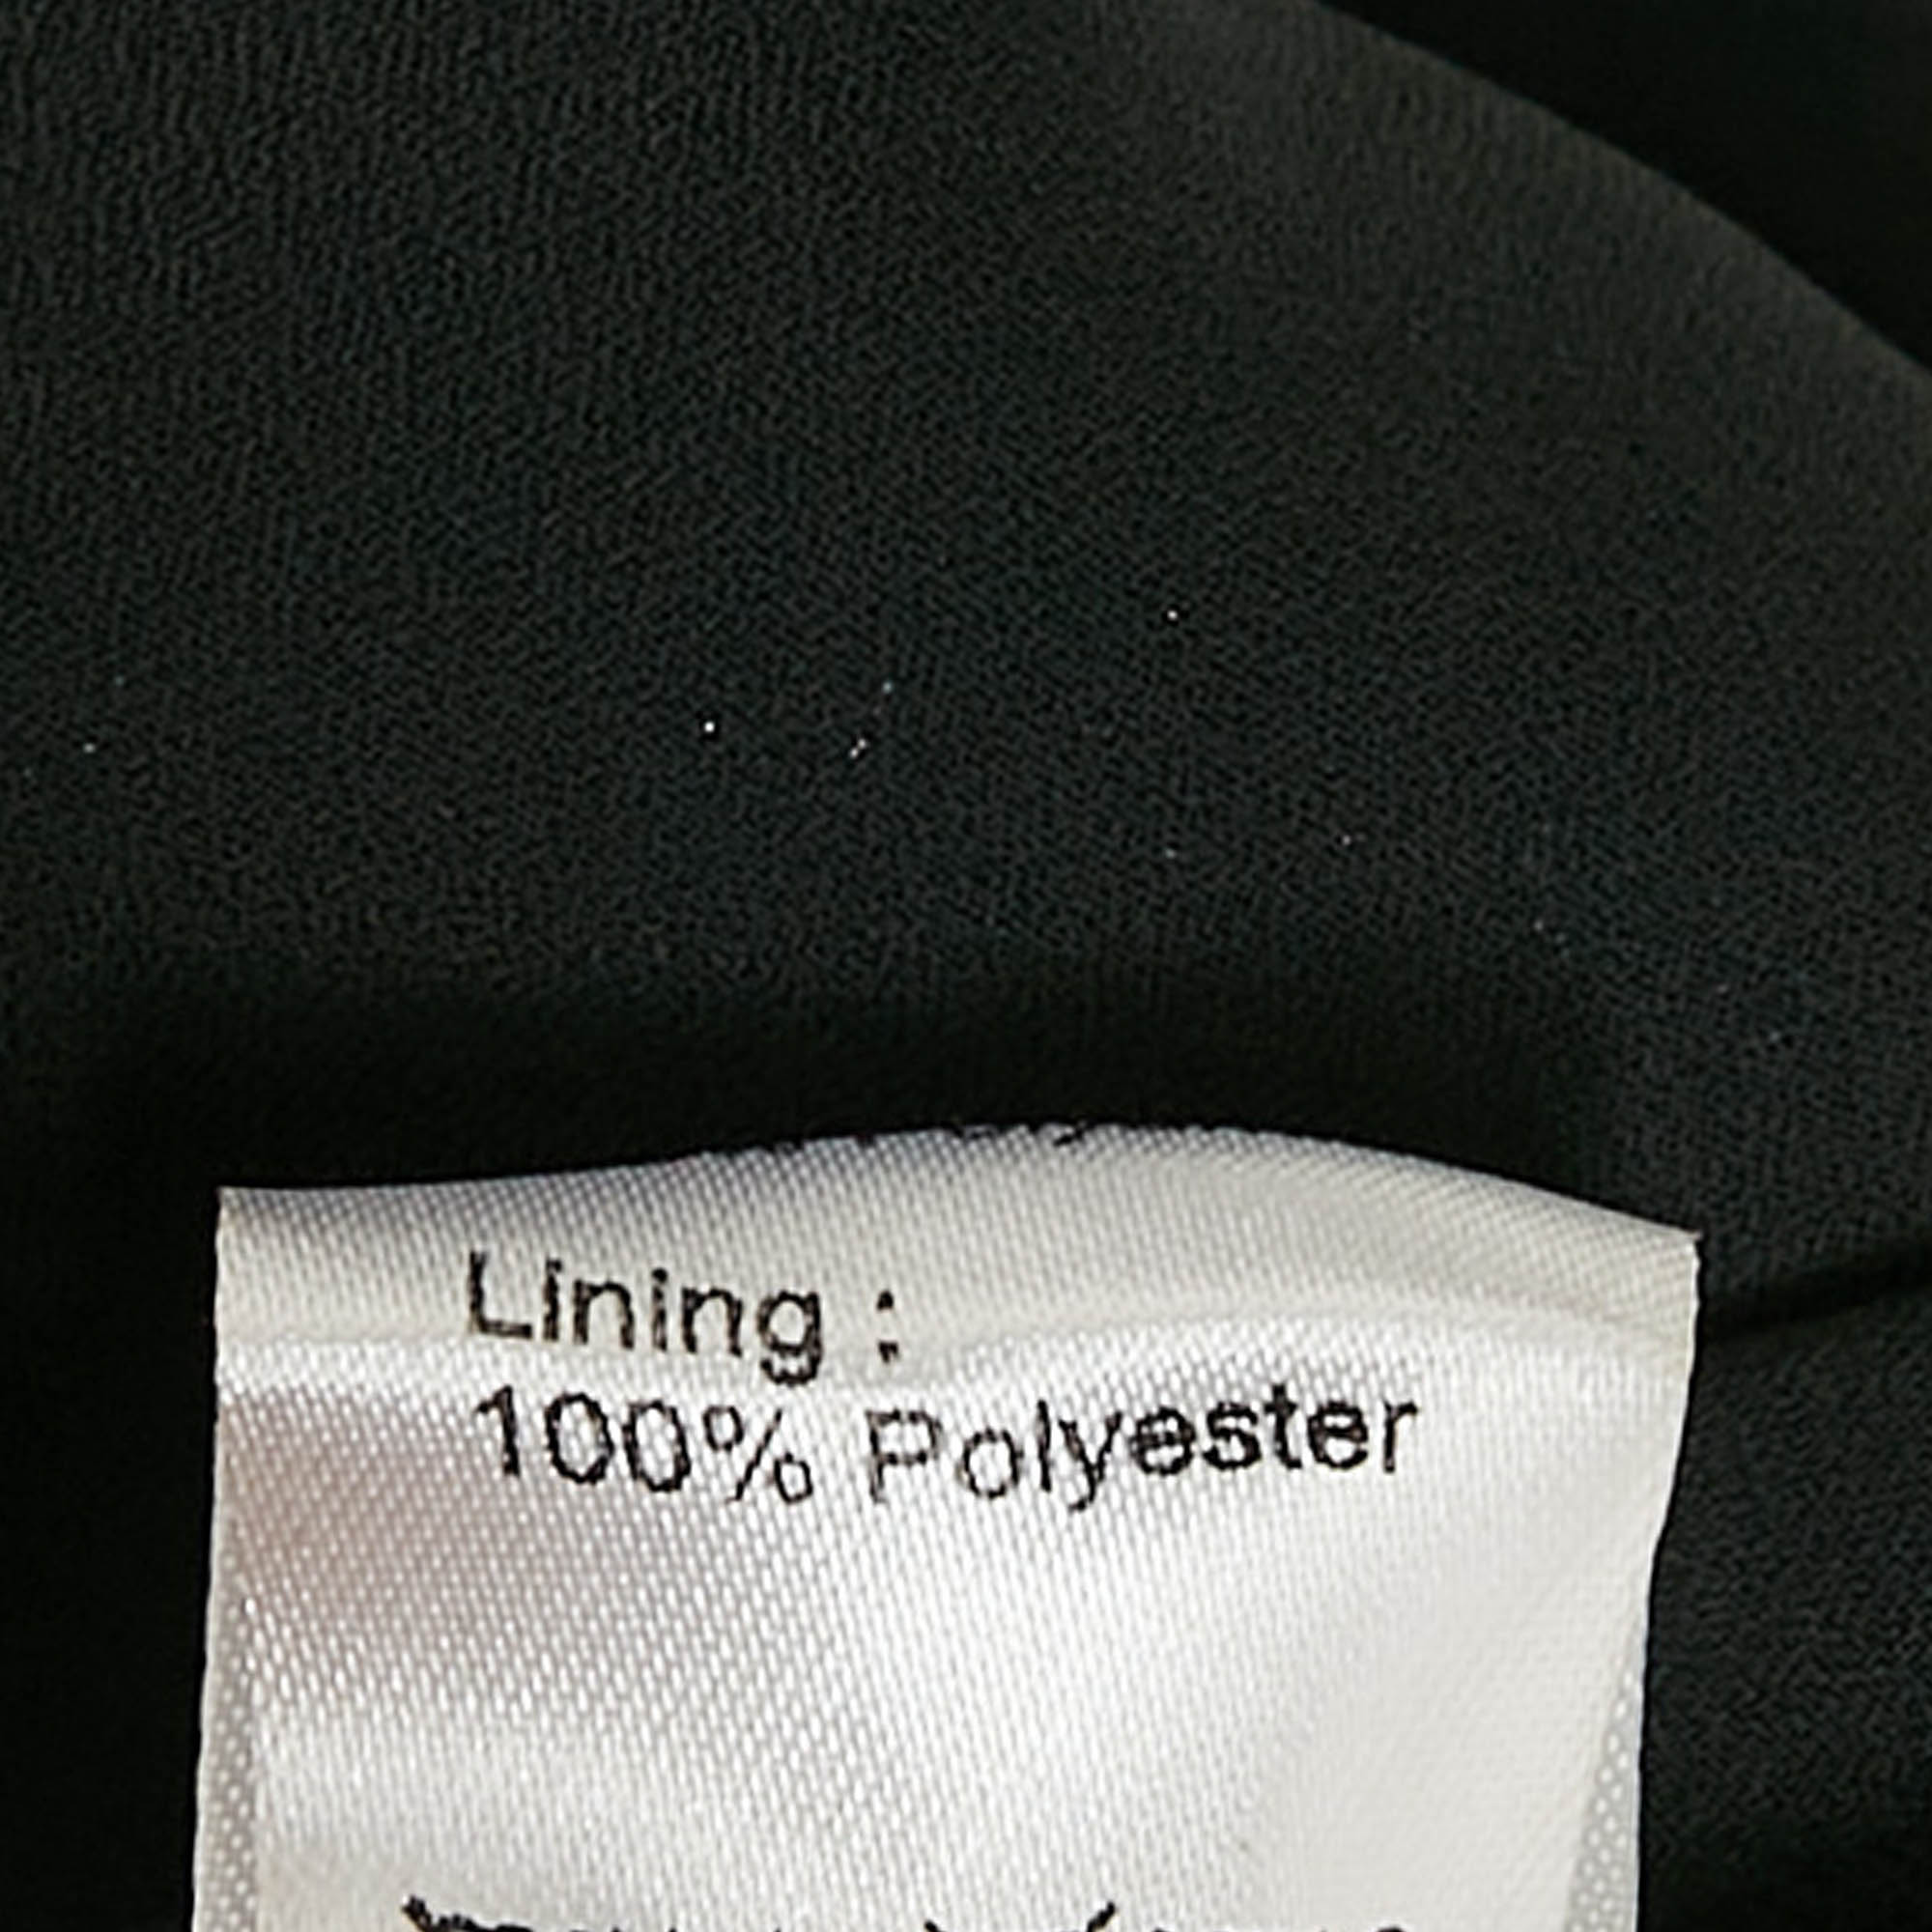 Lining :
100% Polyester